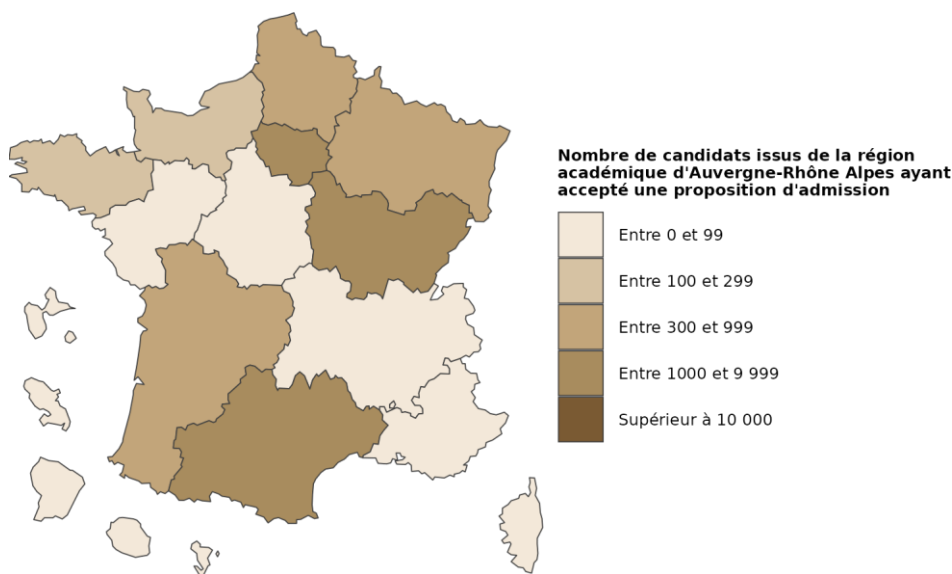 Nombre de candidats issus de la région
académique d'Auvergne-Rhône Alpes ayant
accepté une proposition d'admission
Entre 0 et 99
Entre 100 et 299
Entre 300 et 999
Entre 1000 et 9 999
Supérieur à 10 000